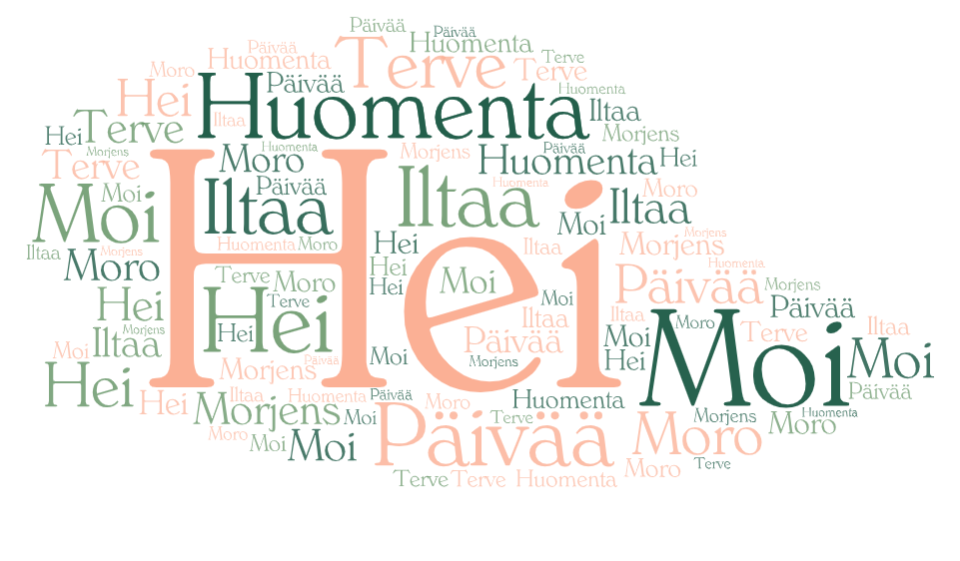 Päivää
Päivää
Huomenta
Terve
Päivää
Huomenta
Terve
Terve
Moro
Hei
Huomenta
Päivää
Huomenta
Iltaa
Iltaa
Hei
Terve
Morjens
Terve
Morjens
Moro
Huomenta
Morjens
Päivää
Huomenta
Hei
Hei
Moi
Moi
Iltaa
Päivää
Iltaa
Huomenta
Moro
Iltaa
Moi
Iltaa
Morjens
Moro
Huomenta
Moro
Hei
Iltaa
Morjens
Morjens
Hei
Terve
Moro
Hei
Hei
Moi
Päivää
Huomenta
Morjens
Hei
Terve
Hei
Moi
Iltaa
Iltaa
Moro
Päivää
Iltaa
Morjens
Moi
Morjens
Päivää
Moi
Päivää
Morjens
Moi
Hei
Moi
Terve
Iltaa
Moi
Hei
Hei
Morjens
Iltaa
Huomenta
Päivää
Moro
Huomenta
Päivää
Moro
Moi
Moi
Moi
Päivää
Terve
Moro
Morjens
Huomenta
Moro
Terve
Terve
Huomenta
Moro
Terve